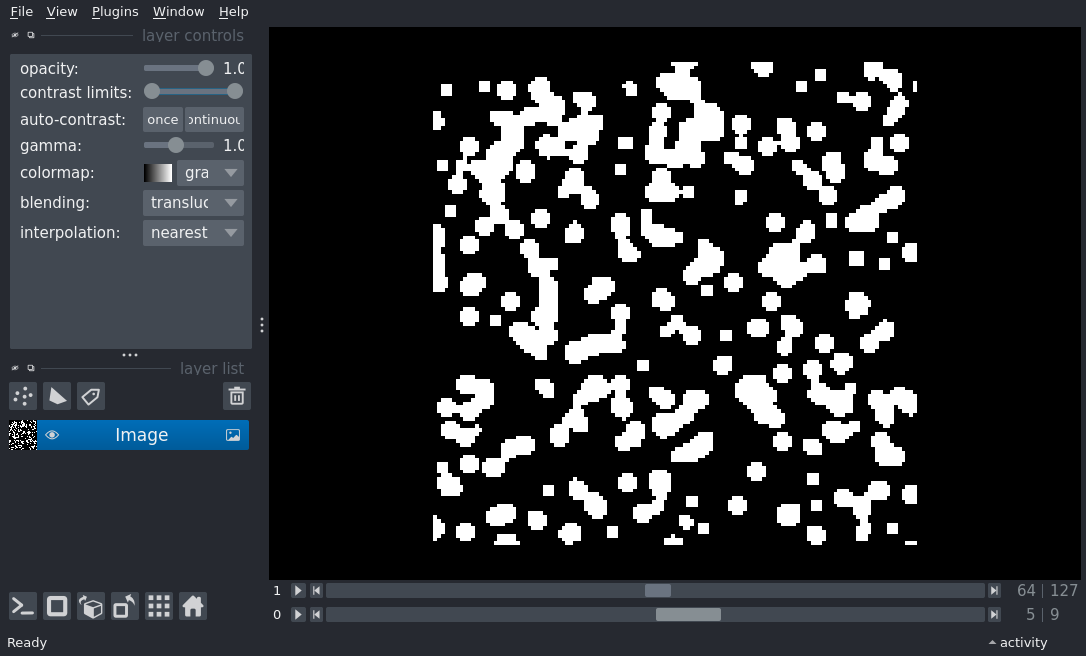 File View Plugins Window Help
layer controls
opacity: 1.0
contrast limits:
auto-contrast: once ontinuou
gamma: 1.0
colormap: gra
blending: transluc
interpolation: nearest
layer list
Image
1 64 127
0 5 9
Ready activity